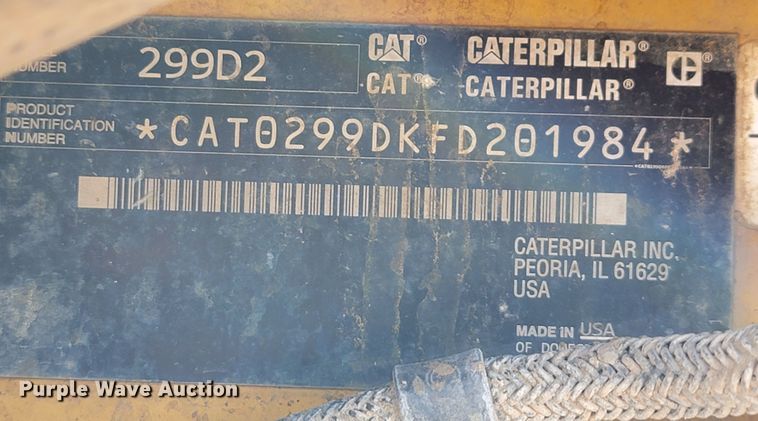 NUMBER
299D2
CAT®
CATERPILLAR®
CAT®
CATERPILLAR®
PRODUCT
IDENTIFICATION
NUMBER
*CAT0299DKFD201984*
CATERPILLAR INC.
PEORIA, IL 61629
USA
MADE IN USA
Purple Wave Auction